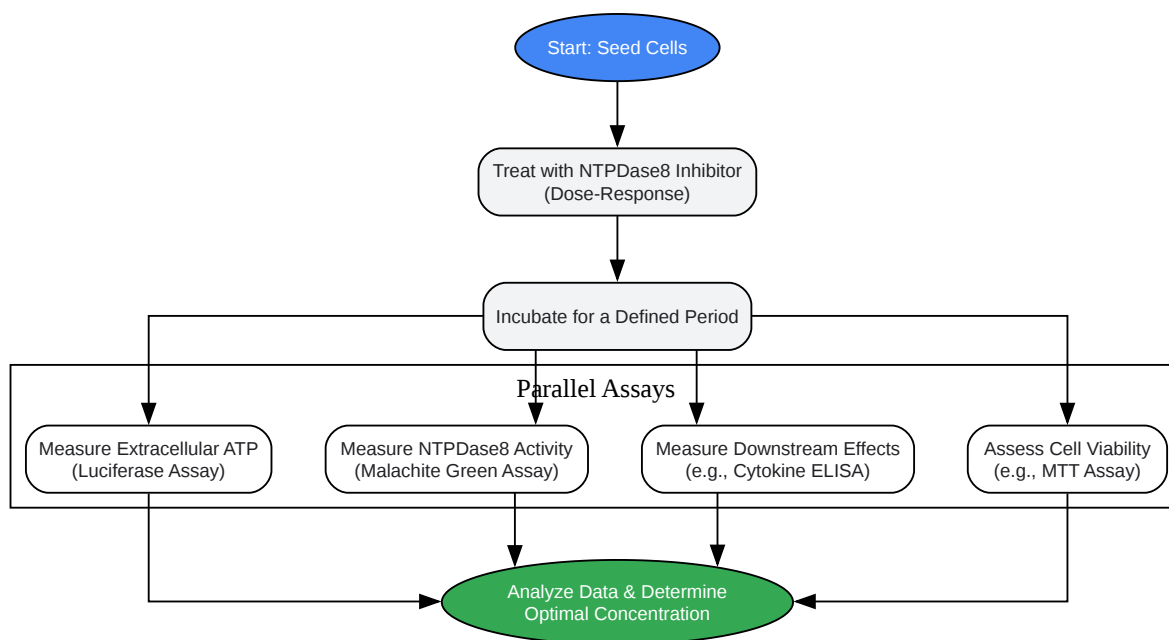 Start: Seed Cells
Treat with NTPDase8 Inhibitor
(Dose-Response)
Incubate for a Defined Period
Parallel Assays
Measure Extracellular ATP
(Luciferase Assay)
Measure NTPDase8 Activity
(Malachite Green Assay)
Measure Downstream Effects
(e.g., Cytokine ELISA)
Assess Cell Viability
(e.g., MTT Assay)
Analyze Data & Determine
Optimal Concentration